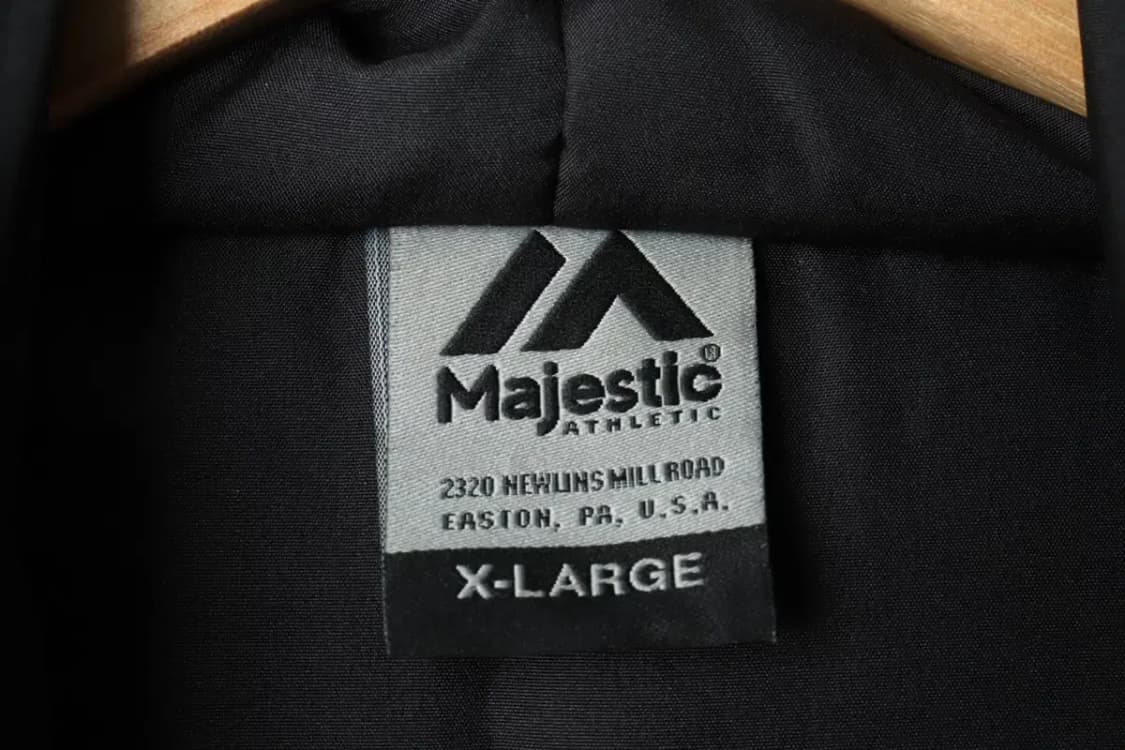 Majestic®
ATHLETIC
2320 NEWLINS MILL ROAD
EASTON, PA, U.S.A.
X-LARGE